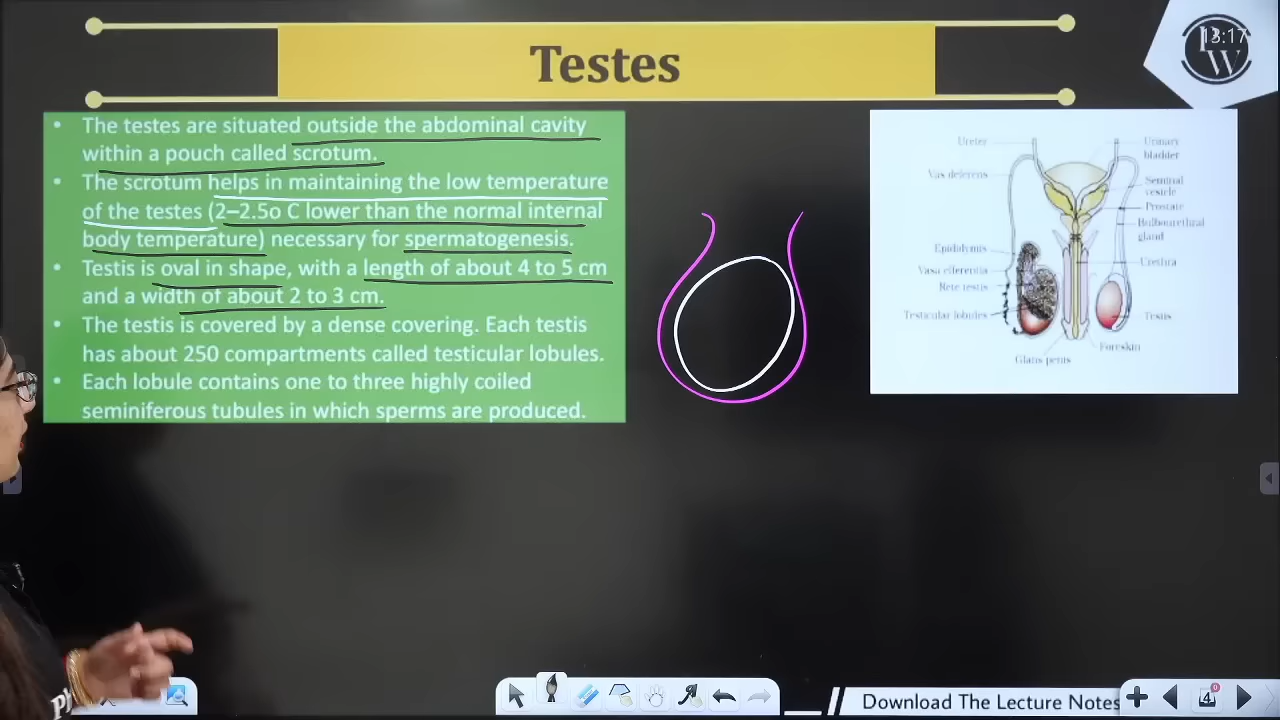 Testes
13:17
PW
• The testes are situated outside the abdominal cavity
within a pouch called scrotum.
• The scrotum helps in maintaining the low temperature
of the testes (2–2.5o C lower than the normal internal
body temperature) necessary for spermatogenesis.
• Testis is oval in shape, with a length of about 4 to 5 cm
and a width of about 2 to 3 cm.
• The testis is covered by a dense covering. Each testis
has about 250 compartments called testicular lobules.
• Each lobule contains one to three highly coiled
seminiferous tubules in which sperms are produced.
Ureter
Vas deferens
Epididymis
Vasa efferentia
Rete testis
Testicular lobules
Glans penis
Urinary
bladder
Seminal
vesicle
Prostate
Bulbourethral
gland
Urethra
Testis
Foreskin
Download The Lecture Notes
4